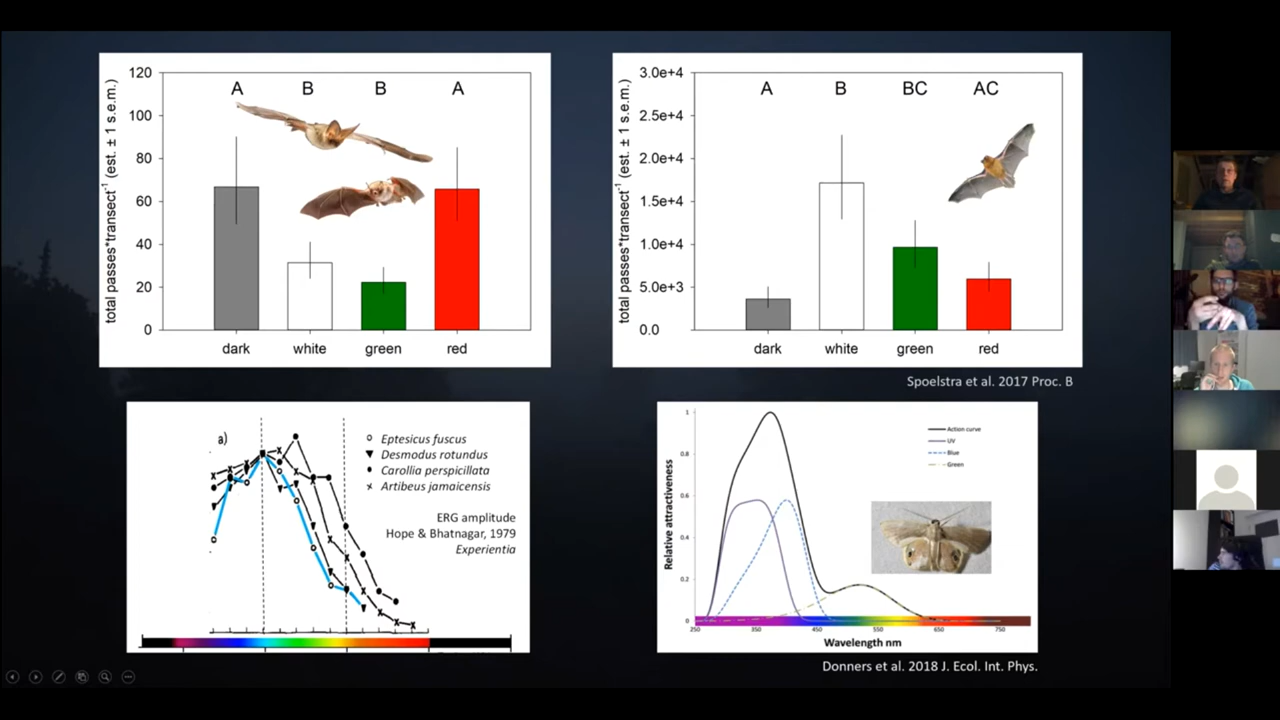 total passes*transect⁻¹ (est. ± 1 s.e.m.)
120
100
80
60
40
20
0
A B B A
dark white green red
total passes*transect⁻¹ (est. ± 1 s.e.m.)
3.0e+4
2.5e+4
2.0e+4
1.5e+4
1.0e+4
5.0e+3
0.0
A B BC AC
dark white green red
Spoelstra et al. 2017 Proc. B
a)
Eptesicus fuscus
Desmodus rotundus
Carollia perspicillata
Artibeus jamaicensis
ERG amplitude
Hope & Bhatnagar, 1979
Experientia
Relative attractiveness
1
0.8
0.6
0.4
0.2
0
Action curve
UV
Blue
Green
250 350 450 550 650 750
Wavelength nm
Donners et al. 2018 J. Ecol. Int. Phys.